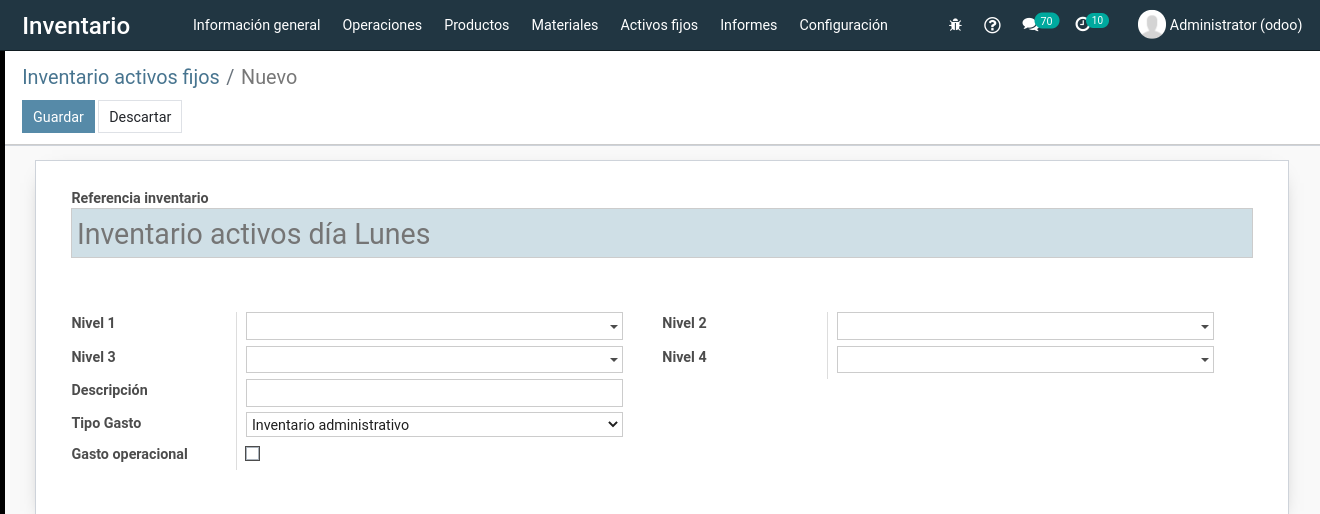 Inventario Información general Operaciones Productos Materiales Activos fijos Informes Configuración 70 10 Administrator (odoo)
Inventario activos fijos / Nuevo
Guardar Descartar
Referencia inventario
Inventario activos día Lunes
Nivel 1 Nivel 2
Nivel 3 Nivel 4
Descripción
Tipo Gasto Inventario administrativo
Gasto operacional